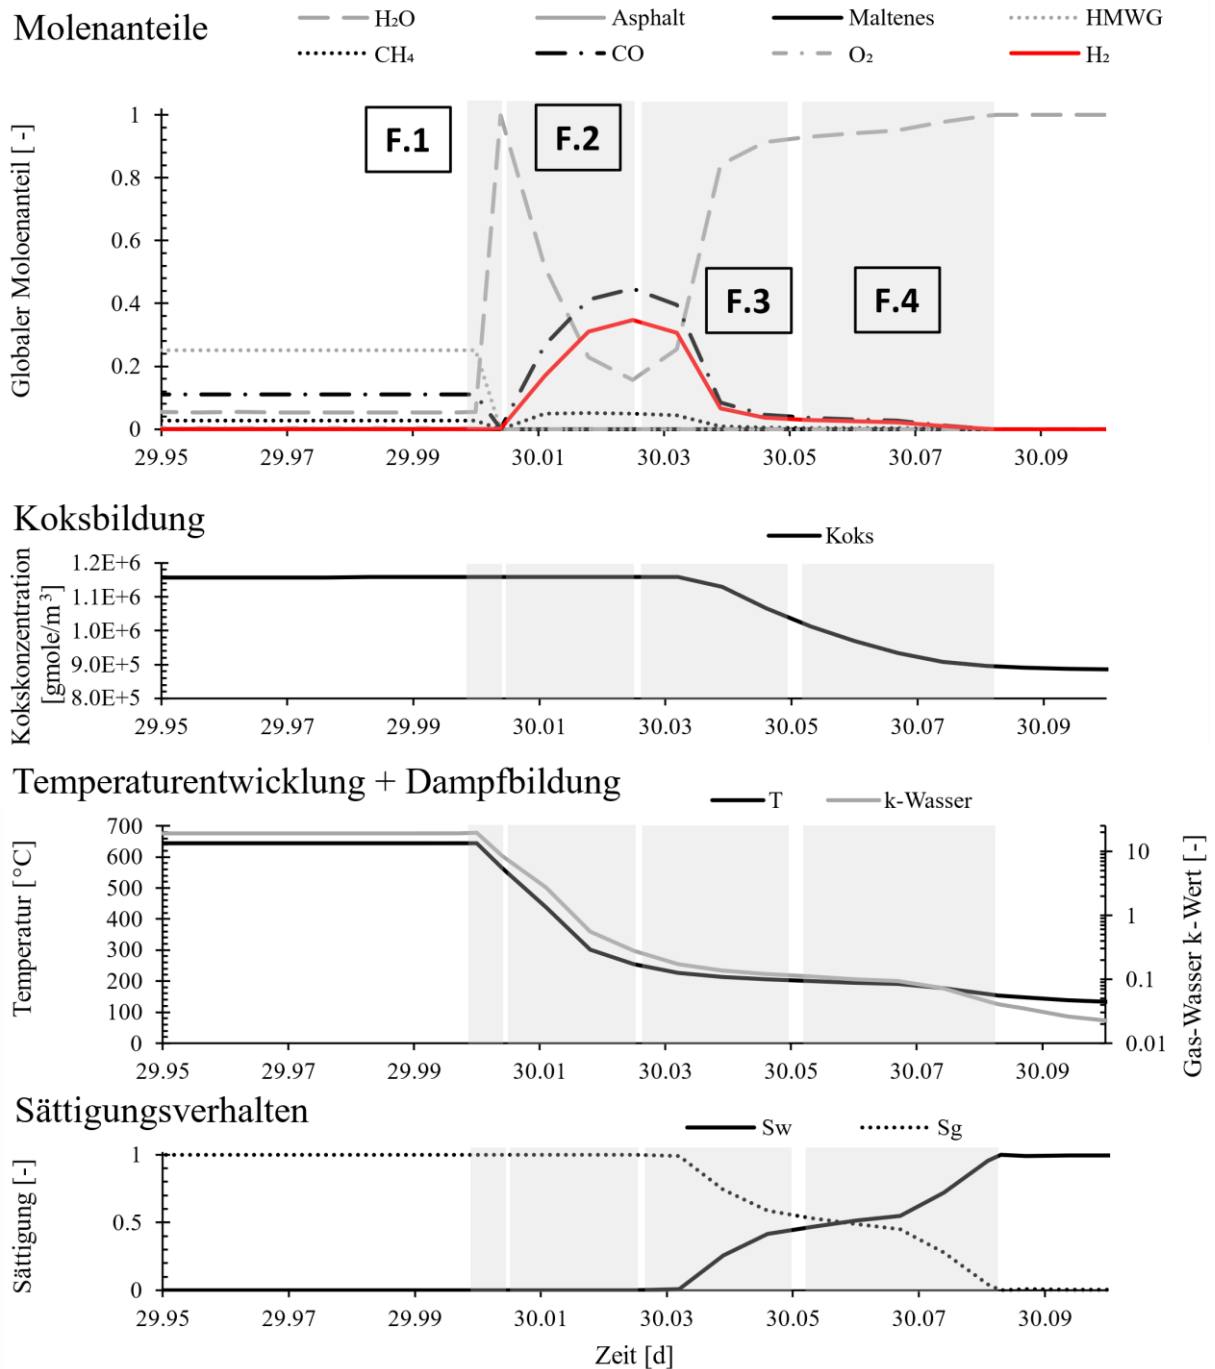 Molenanteile
H₂O Asphalt Maltenes HMWG
CH₄ CO O₂ H₂
Globaler Moloenanteil [ - ]
1
0.8
0.6
0.4
0.2
0
F.1 F.2 F.3 F.4
29.95 29.97 29.99 30.01 30.03 30.05 30.07 30.09
Koksbildung
Koks
Kokskonzentration
[gmole/m³]
1.2E+6
1.1E+6
1.0E+6
9.0E+5
8.0E+5
29.95 29.97 29.99 30.01 30.03 30.05 30.07 30.09
Temperaturentwicklung + Dampfbildung
T k-Wasser
Temperatur [°C]
700
600
500
400
300
200
100
0
10
1
0.1
0.01
Gas-Wasser k-Wert [-]
29.95 29.97 29.99 30.01 30.03 30.05 30.07 30.09
Sättigungsverhalten
Sw Sg
Sättigung [-]
1
0.5
0
29.95 29.97 29.99 30.01 30.03 30.05 30.07 30.09
Zeit [d]